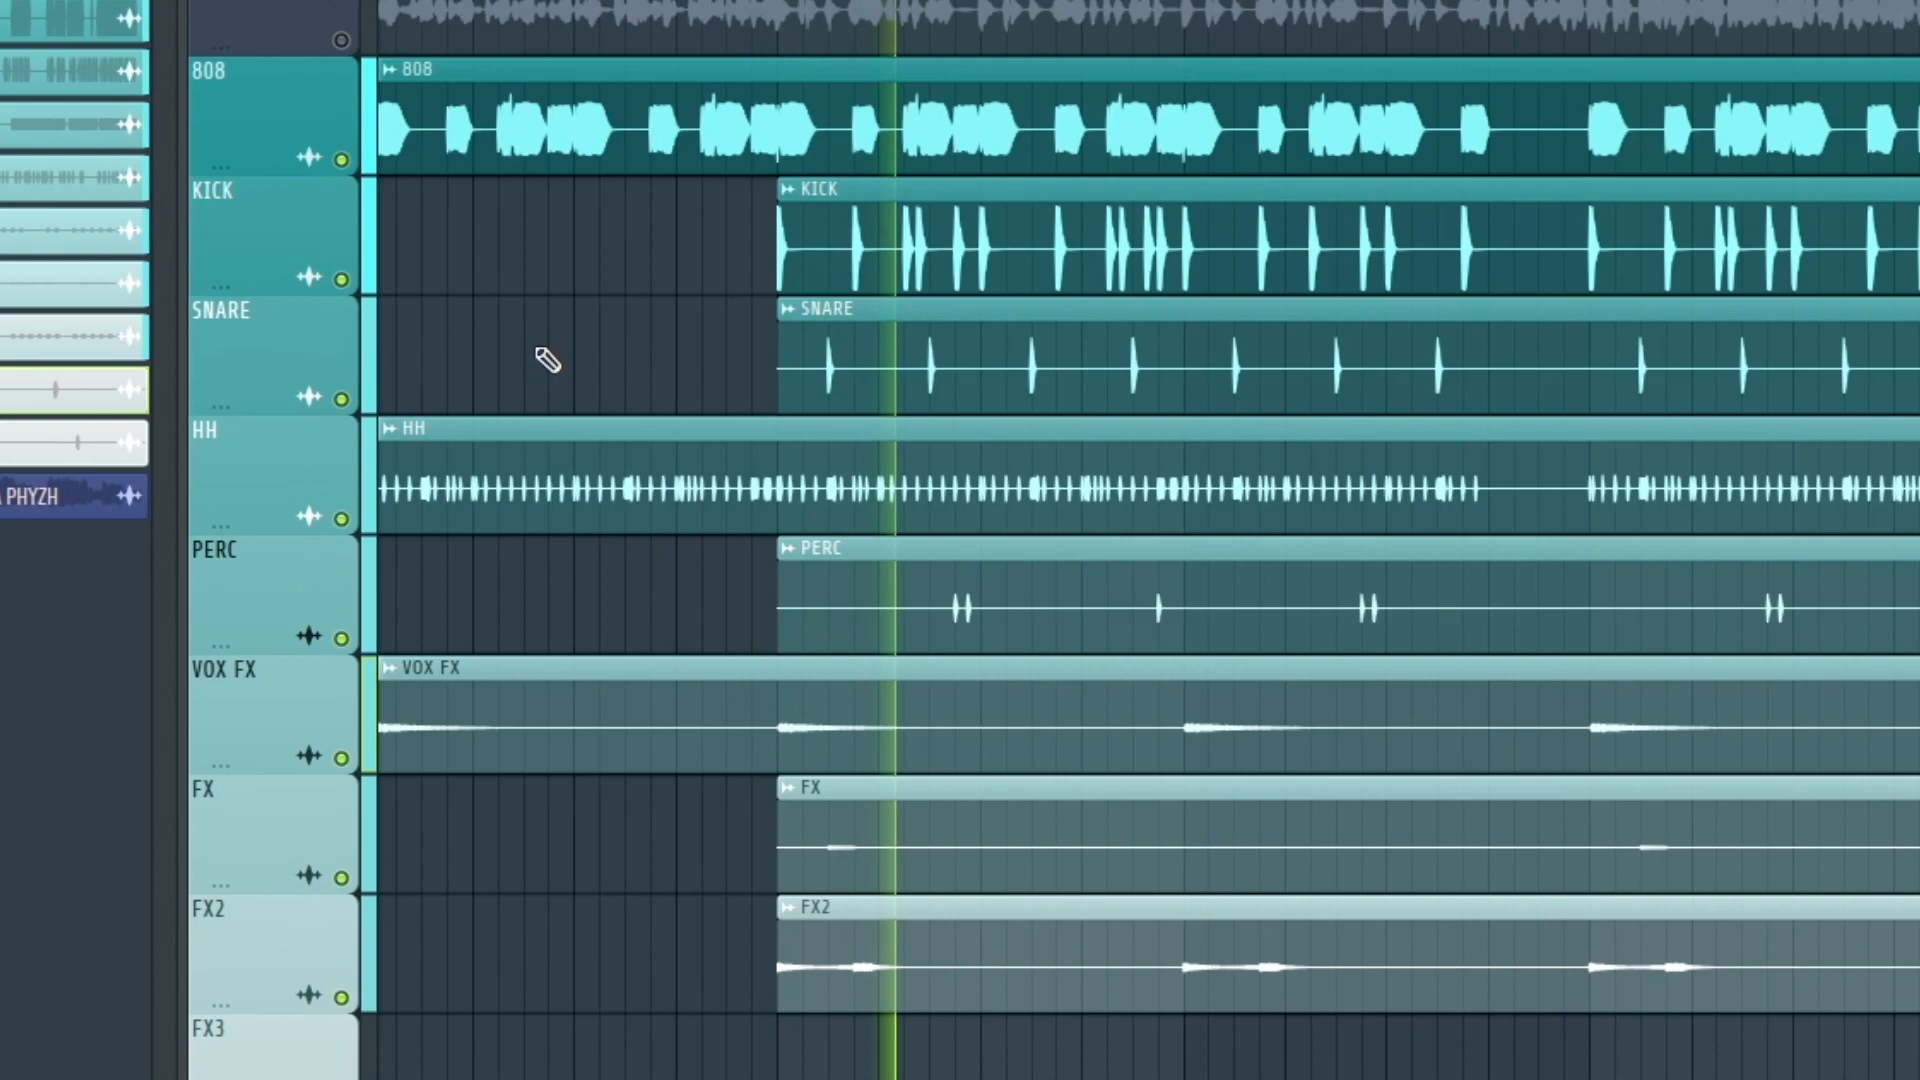 808
808
KICK
KICK
SNARE
SNARE
HH
HH
PERC
PERC
PHYZH
VOX FX
VOX FX
FX
FX
FX2
FX2
FX3